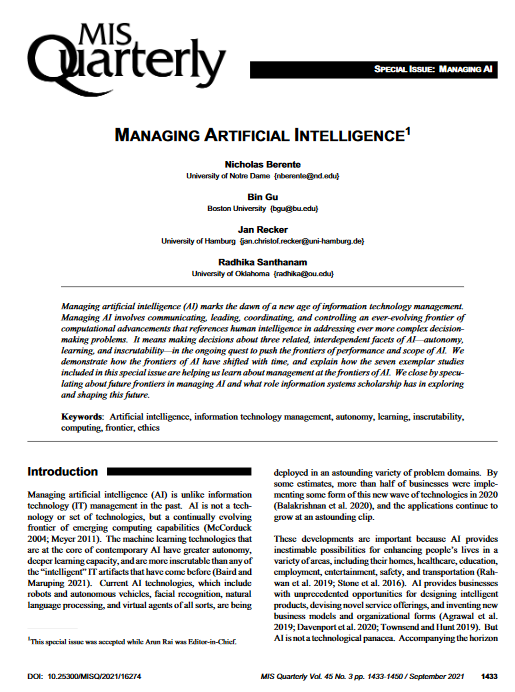 MIS
Quarterly
SPECIAL ISSUE: MANAGING AI
MANAGING ARTIFICIAL INTELLIGENCE1
Nicholas Berente
University of Notre Dame {nberente@nd.edu}
Bin Gu
Boston University {bgu@bu.edu}
Jan Recker
University of Hamburg {jan.christof.recker@uni-hamburg.de}
Radhika Santhanam
University of Oklahoma {radhika@ou.edu}
Managing artificial intelligence (AI) marks the dawn of a new age of information technology management.
Managing AI involves communicating, leading, coordinating, and controlling an ever-evolving frontier of
computational advancements that references human intelligence in addressing ever more complex decision-
making problems. It means making decisions about three related, interdependent facets of AI—autonomy,
learning, and inscrutability—in the ongoing quest to push the frontiers of performance and scope of AI. We
demonstrate how the frontiers of AI have shifted with time, and explain how the seven exemplar studies
included in this special issue are helping us learn about management at the frontiers of AI. We close by specu-
lating about future frontiers in managing AI and what role information systems scholarship has in exploring
and shaping this future.
Keywords: Artificial intelligence, information technology management, autonomy, learning, inscrutability,
computing, frontier, ethics
Introduction
Managing artificial intelligence (AI) is unlike information
technology (IT) management in the past. AI is not a tech-
nology or set of technologies, but a continually evolving
frontier of emerging computing capabilities (McCorduck
2004; Meyer 2011). The machine learning technologies that
are at the core of contemporary AI have greater autonomy,
deeper learning capacity, and are more inscrutable than any of
the “intelligent” IT artifacts that have come before (Baird and
Maruping 2021). Current AI technologies, which include
robots and autonomous vehicles, facial recognition, natural
language processing, and virtual agents of all sorts, are being
1This special issue was accepted while Arun Rai was Editor-in-Chief.
deployed in an astounding variety of problem domains. By
some estimates, more than half of businesses were imple-
menting some form of this new wave of technologies in 2020
(Balakrishnan et al. 2020), and the applications continue to
grow at an astounding clip.
These developments are important because AI provides
inestimable possibilities for enhancing people’s lives in a
variety of areas, including their homes, healthcare, education,
employment, entertainment, safety, and transportation (Rah-
wan et al. 2019; Stone et al. 2016). AI provides businesses
with unprecedented opportunities for designing intelligent
products, devising novel service offerings, and inventing new
business models and organizational forms (Agrawal et al.
2019; Davenport et al. 2020; Townsend and Hunt 2019). But
AI is not a technological panacea. Accompanying the horizon
DOI: 10.25300/MISQ/2021/16274
MIS Quarterly Vol. 45 No. 3 pp. 1433-1450 / September 2021
1433